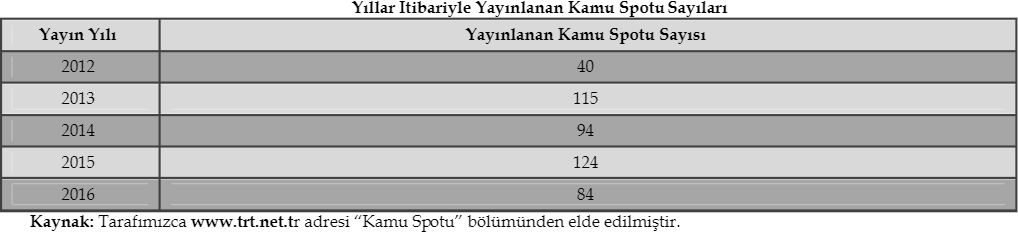 Yıllar İtibariyle Yayınlanan Kamu Spotu Sayıları
Yayın Yılı Yayınlanan Kamu Spotu Sayısı
2012 40
2013 115
2014 94
2015 124
2016 84
Kaynak: Tarafımızca www.trt.net.tr adresi “Kamu Spotu” bölümünden elde edilmiştir.